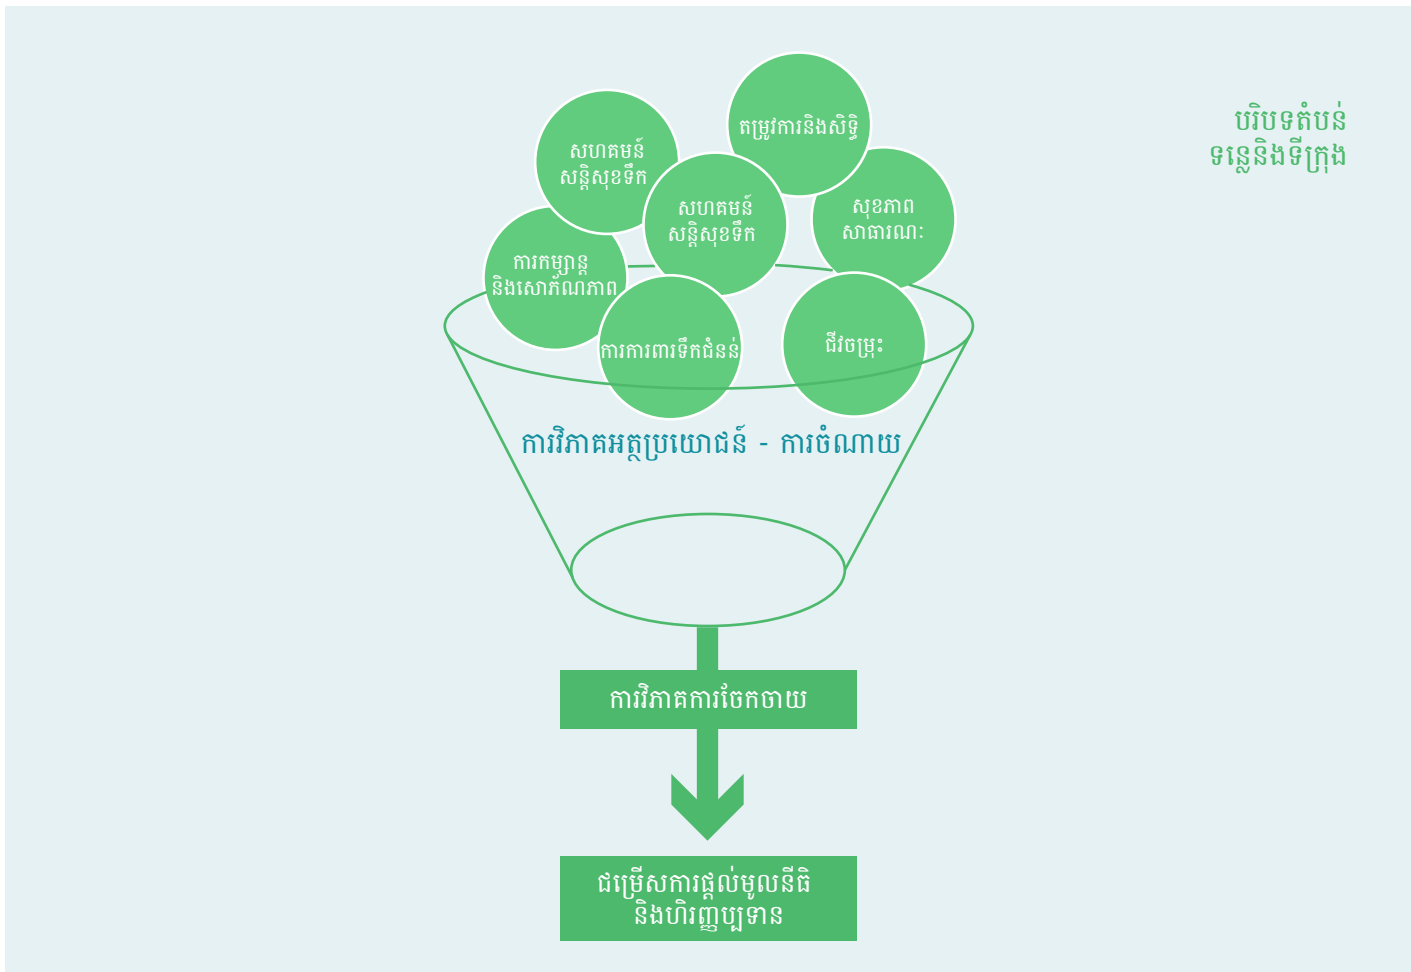 បរិបទតំបន់
ទន្លេនិងទីក្រុង
តម្រូវការនិងសិទ្ធិ
សហគមន៍
សន្តិសុខទឹក
សហគមន៍
សន្តិសុខទឹក
សុខភាព
សាធារណៈ
ការកម្សាន្ត
និងសោភ័ណភាព
ការការពារទឹកជំនន់
ជីវចម្រុះ
ការវិភាគអត្ថប្រយោជន៍ - ការចំណាយ
ការវិភាគការចែកចាយ
ជម្រើសការផ្តល់មូលនីធិ
និងហិរញ្ញប្បទាន